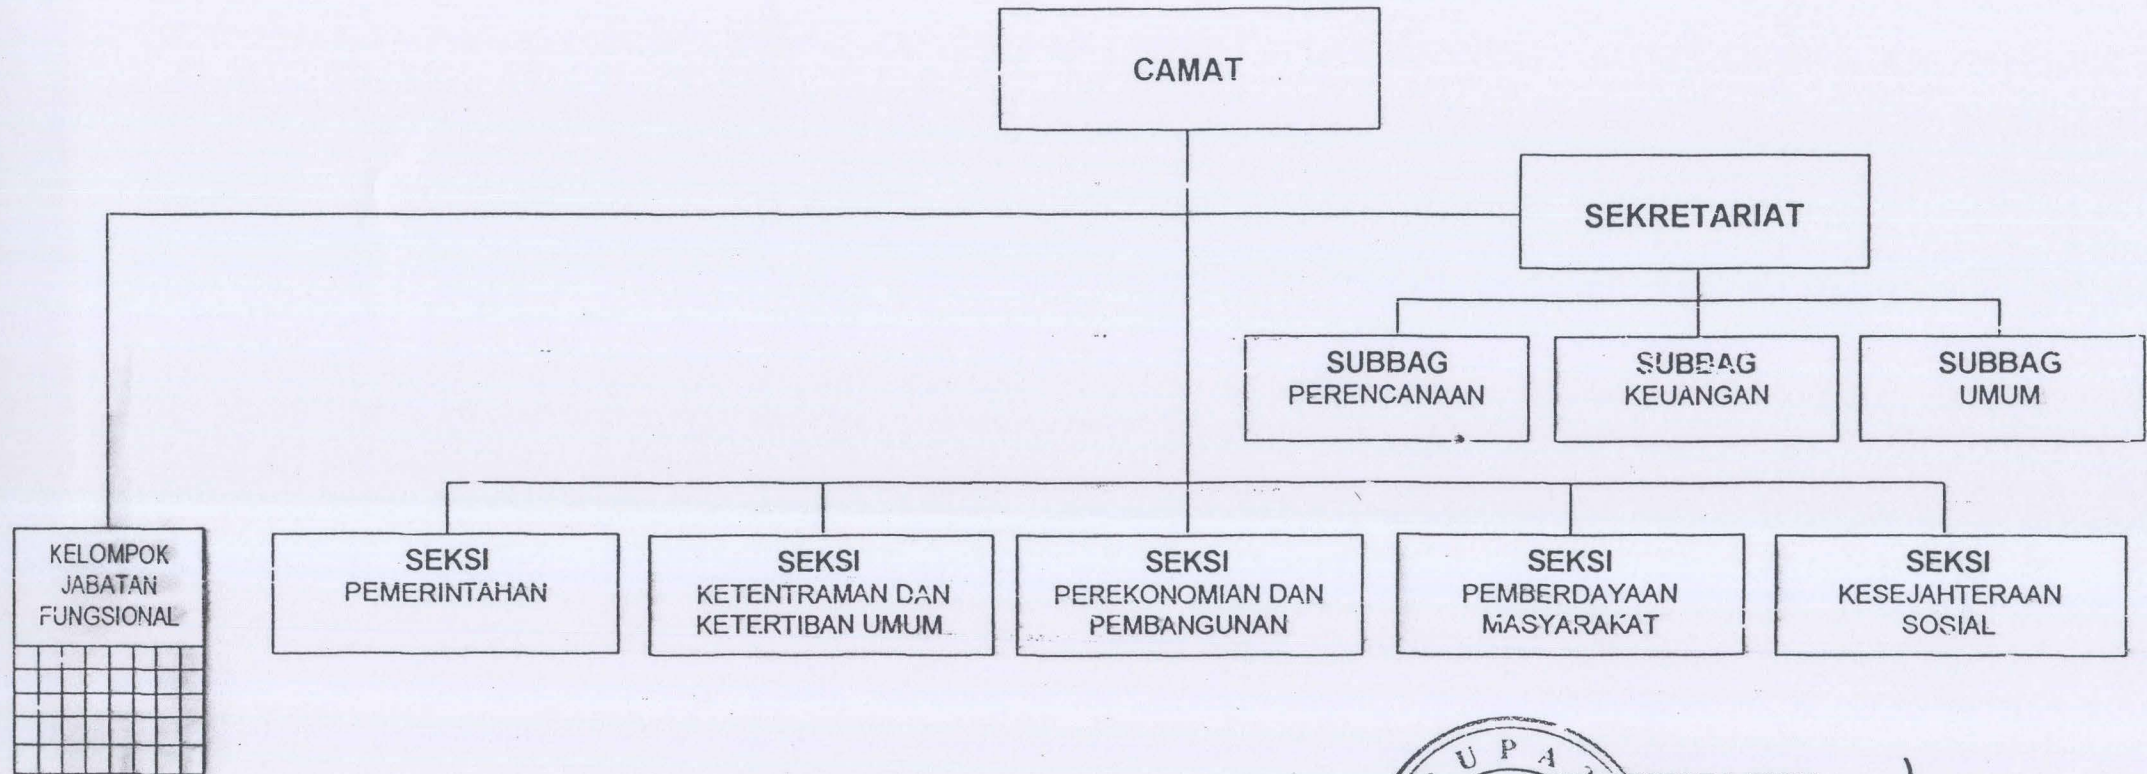 CAMAT
SEKRETARIAT
SUBBAG
PERENCANAAN
SUBBAG
KEUANGAN
SUBBAG
UMUM
KELOMPOK
JABATAN
FUNGSIONAL
SEKSI
PEMERINTAHAN
SEKSI
KETENTRAMAN DAN
KETERTIBAN UMUM
SEKSI
PEREKONOMIAN DAN
PEMBANGUNAN
SEKSI
PEMBERDAYAAN
MASYARAKAT
SEKSI
KESEJAHTERAAN
SOSIAL